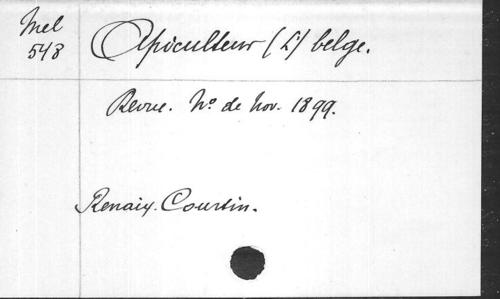 Mel
548
Apiculteur (L') belge.
Revue. Nº de Nov. 1899.
Renaix. Courtin.